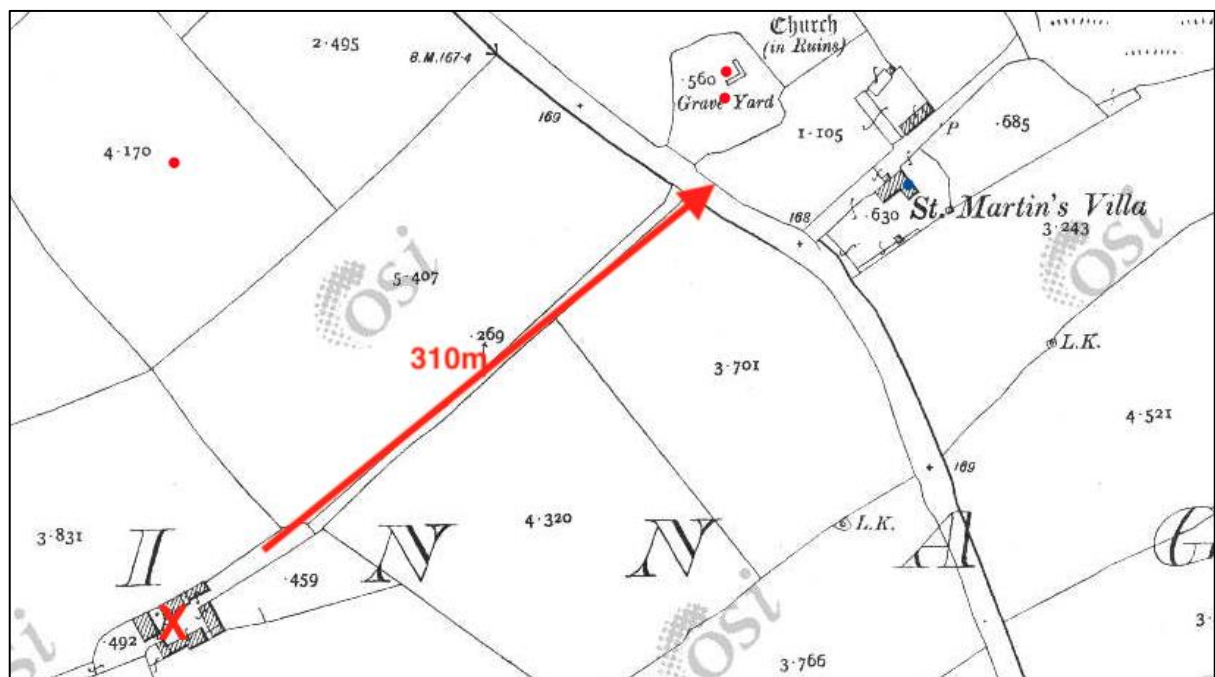 Church
(in Ruins)
2·495
B.M.167·4
·560
Grave Yard
169
1·105
P
·685
4·170
·630
St. Martin's Villa
168
3·243
osi
osi
5·407
·269
310m
3·701
L.K.
4·521
169
3·831
4·320
L.K.
I N N A G
·459
osi
osi
·492
3·766
3·